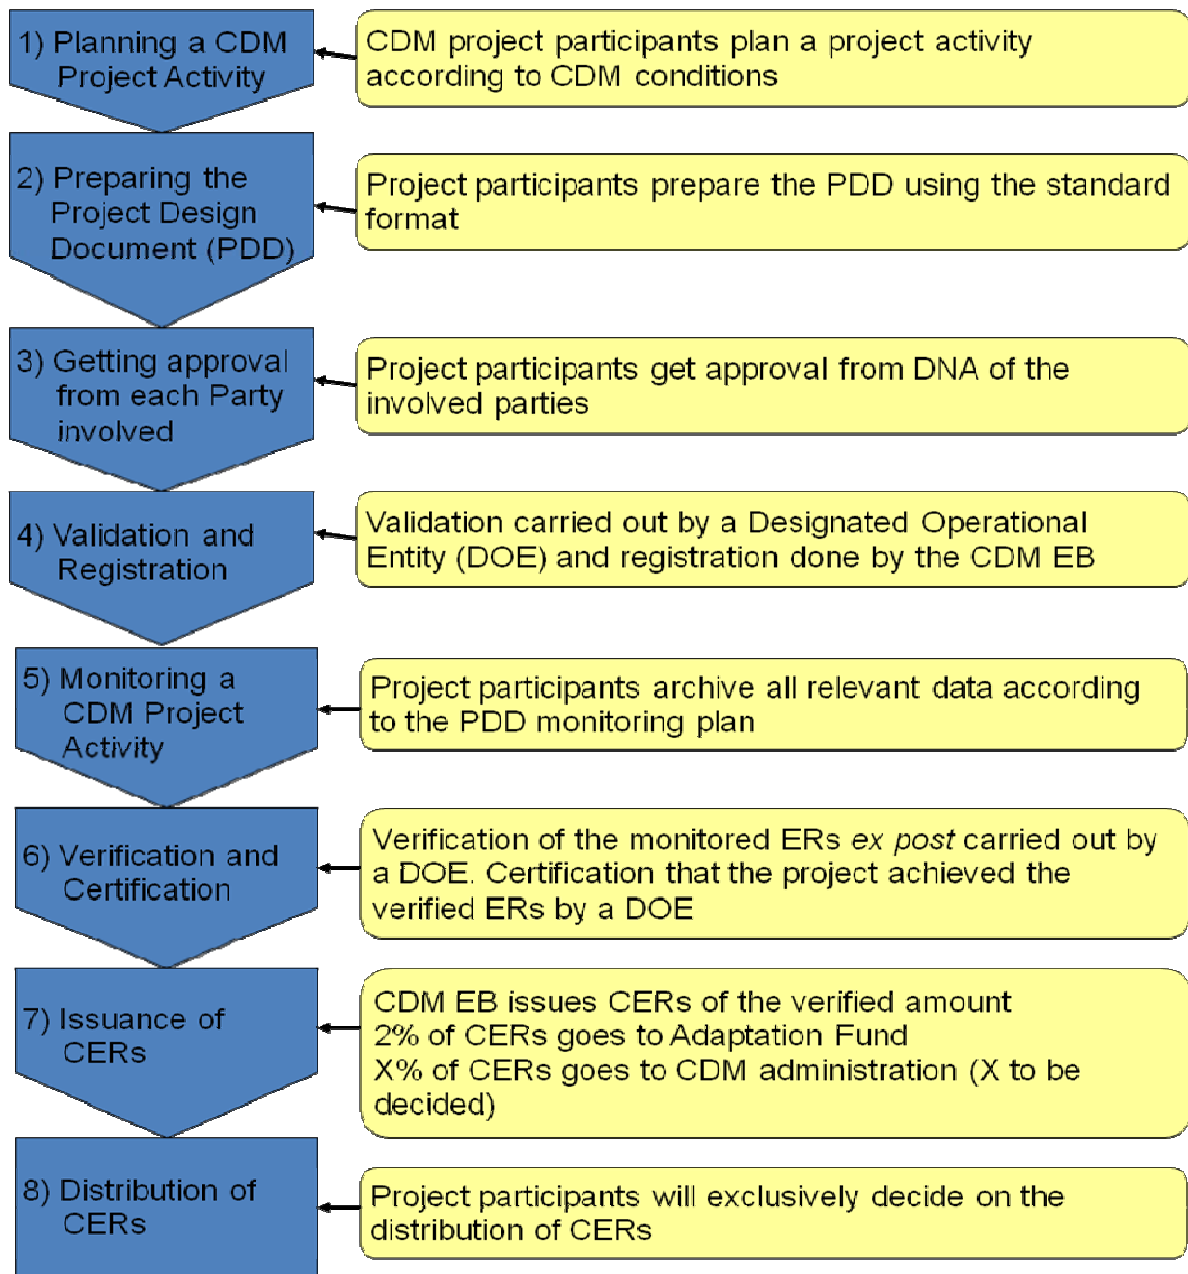 1) Planning a CDM
Project Activity
CDM project participants plan a project activity
according to CDM conditions
2) Preparing the
Project Design
Document (PDD)
Project participants prepare the PDD using the standard
format
3) Getting approval
from each Party
involved
Project participants get approval from DNA of the
involved parties
4) Validation and
Registration
Validation carried out by a Designated Operational
Entity (DOE) and registration done by the CDM EB
5) Monitoring a
CDM Project
Activity
Project participants archive all relevant data according
to the PDD monitoring plan
6) Verification and
Certification
Verification of the monitored ERs ex post carried out by
a DOE. Certification that the project achieved the
verified ERs by a DOE
7) Issuance of
CERs
CDM EB issues CERs of the verified amount
2% of CERs goes to Adaptation Fund
X% of CERs goes to CDM administration (X to be
decided)
8) Distribution of
CERs
Project participants will exclusively decide on the
distribution of CERs